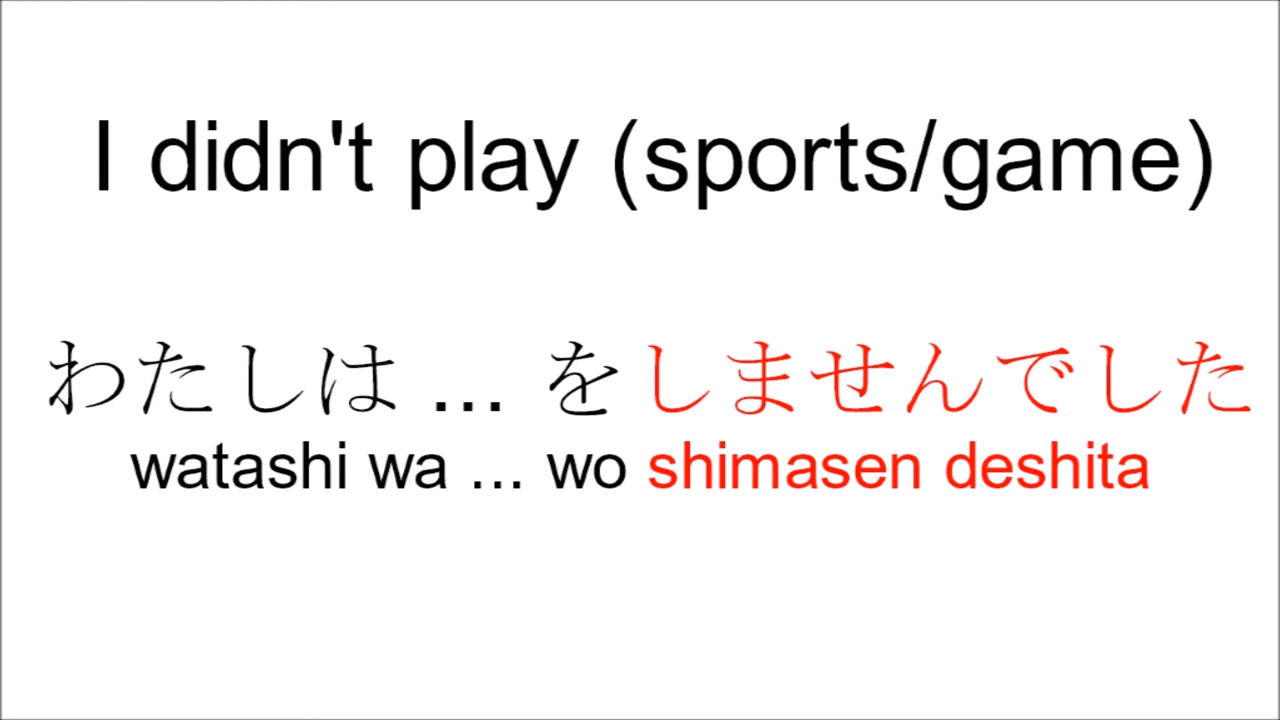 I didn't play (sports/game)
わたしは ... をしませんでした
watashi wa ... wo shimasen deshita